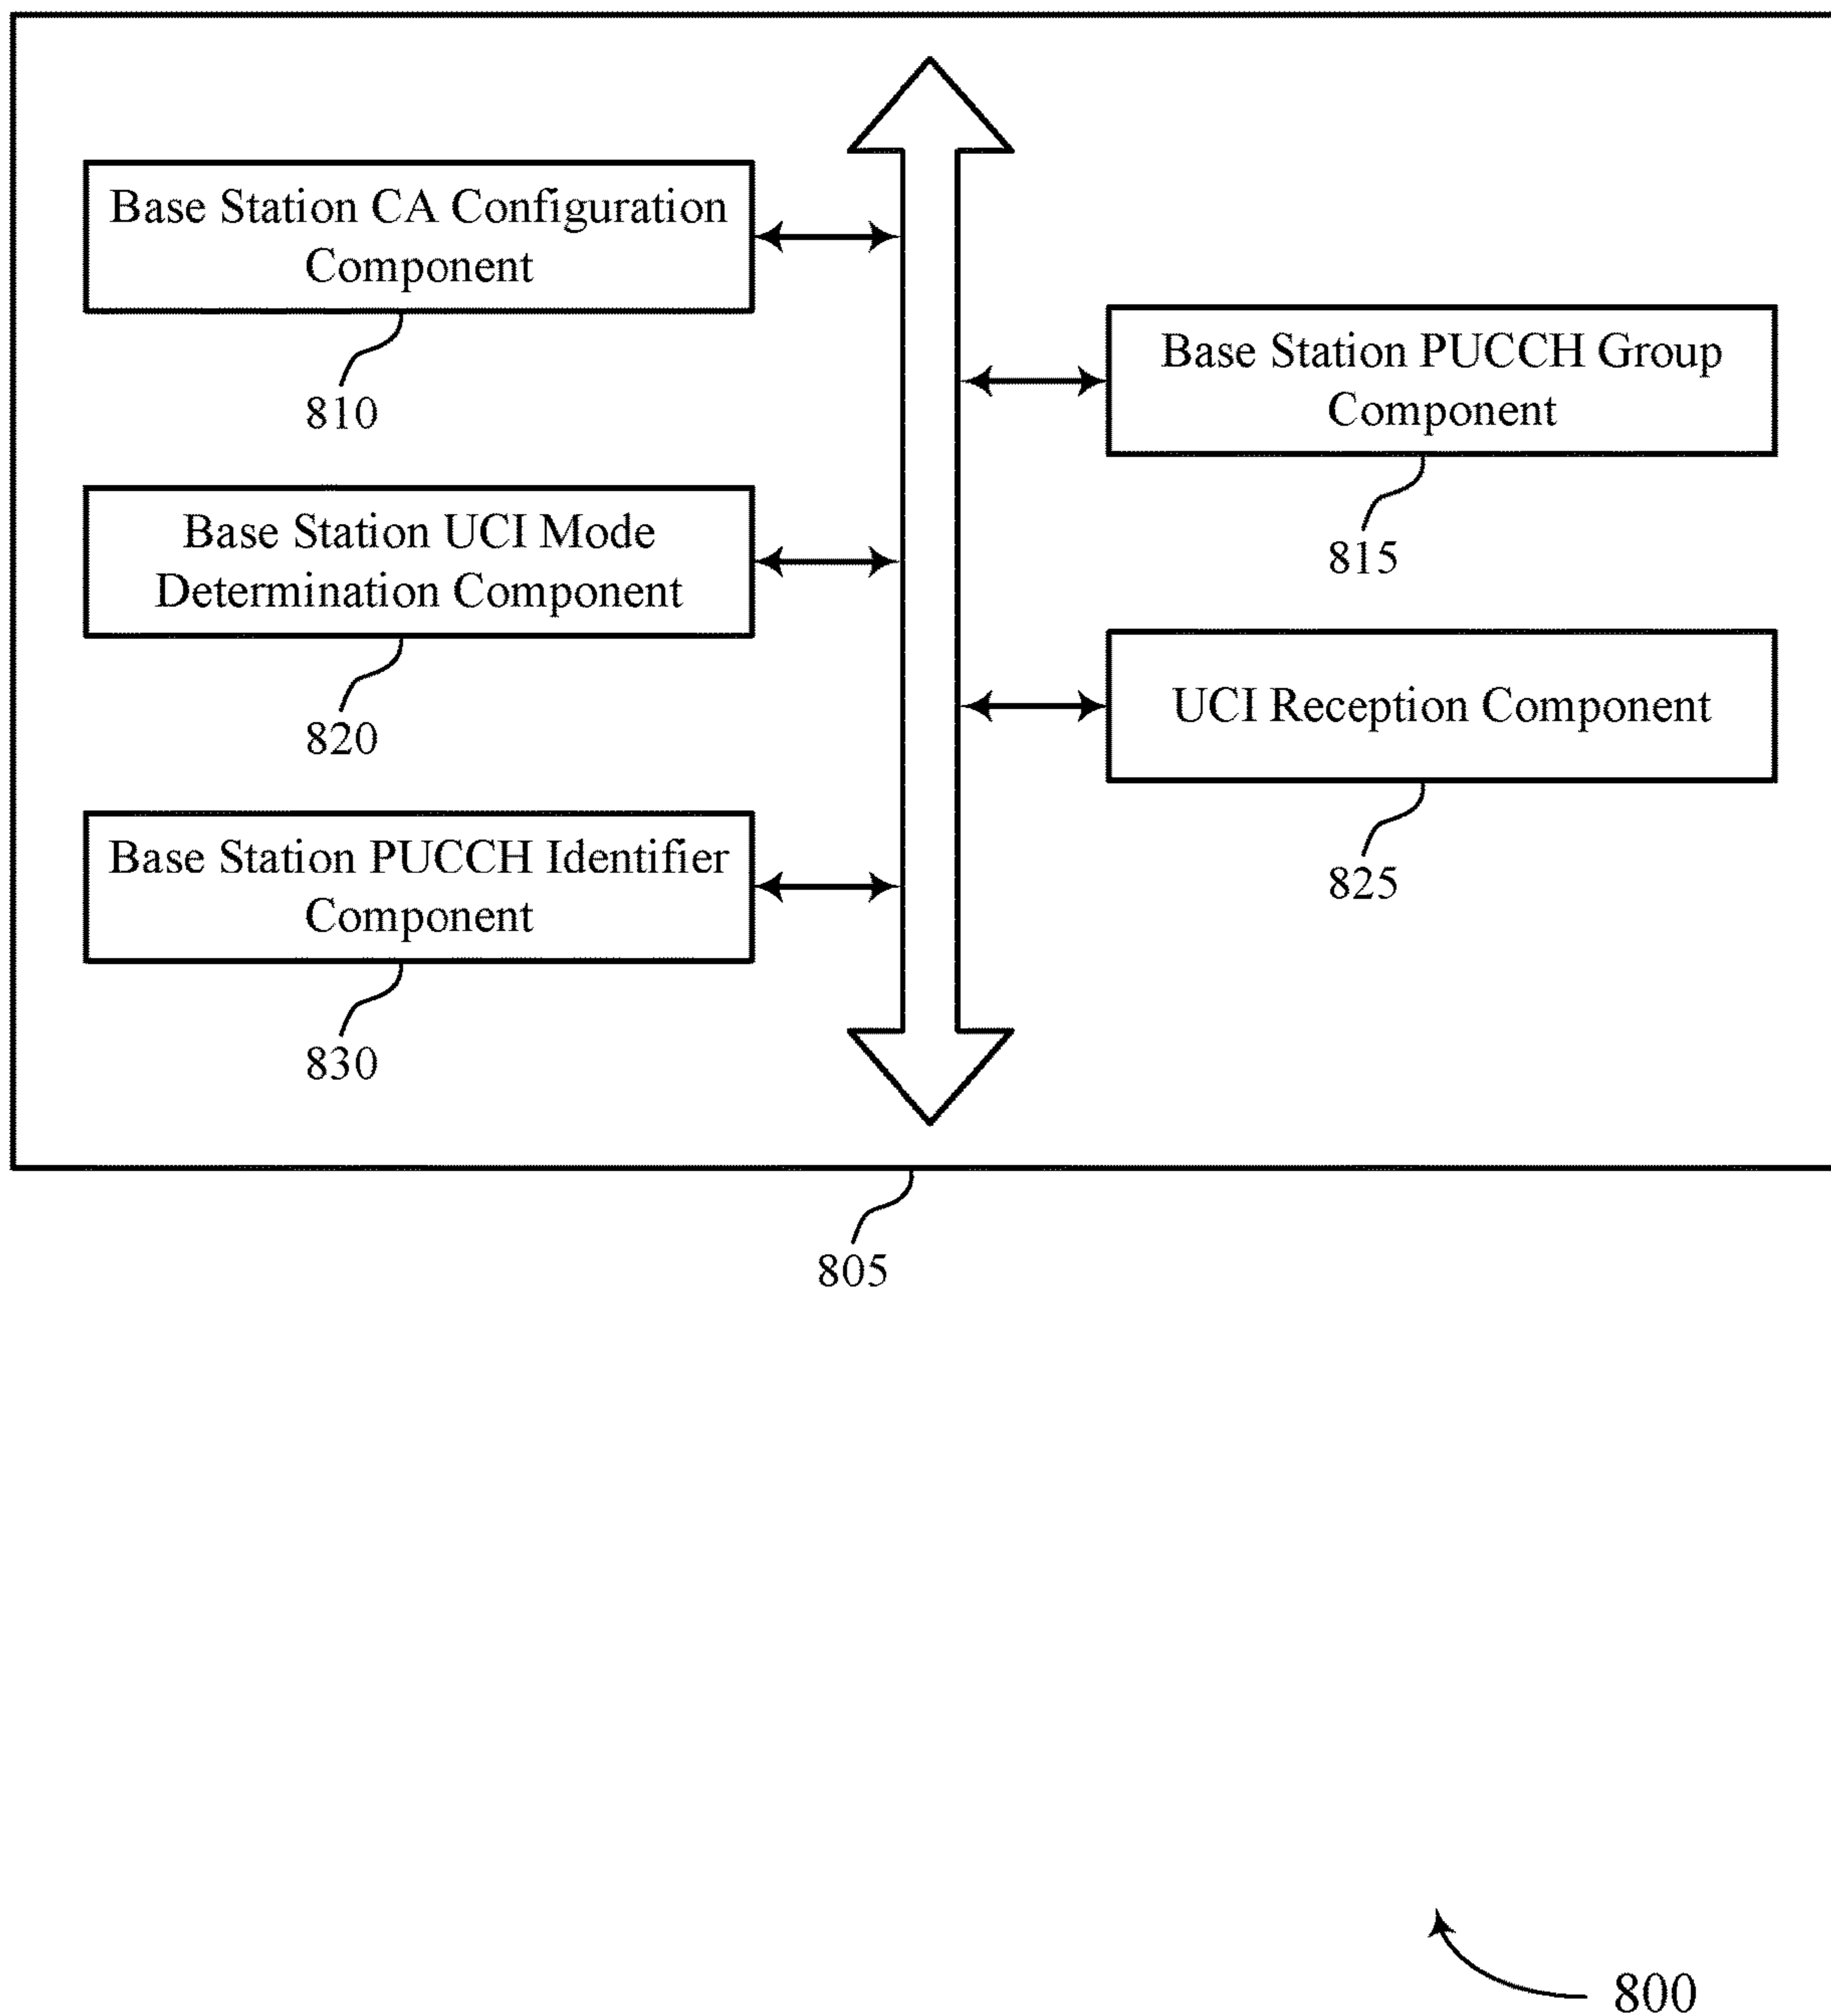 Base Station CA Configuration
Component
810
Base Station PUCCH Group
Component
815
Base Station UCI Mode
Determination Component
820
UCI Reception Component
825
Base Station PUCCH Identifier
Component
830
805
800